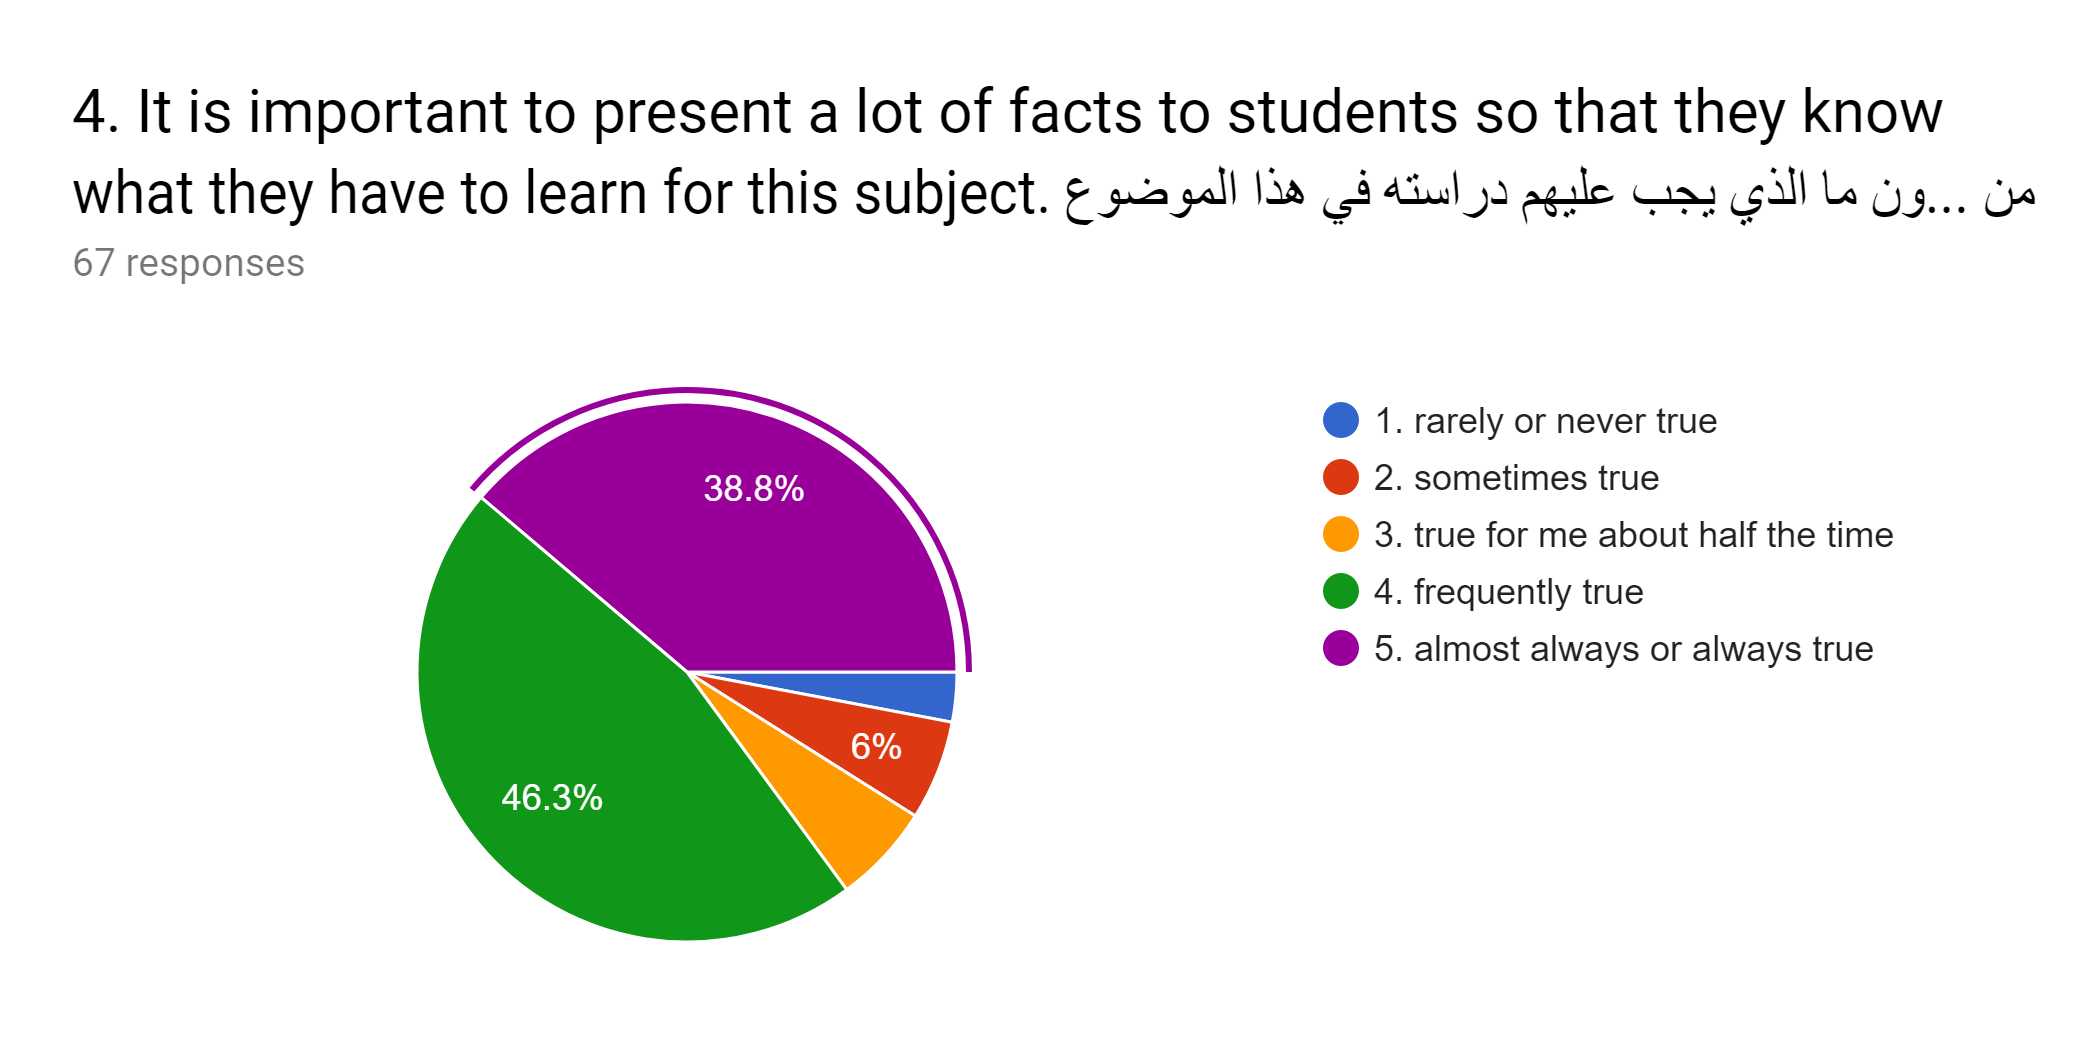 4. It is important to present a lot of facts to students so that they know
what they have to learn for this subject. من ...ون ما الذي يجب عليهم دراسته في هذا الموضوع
67 responses
38.8%
6%
46.3%
1. rarely or never true
2. sometimes true
3. true for me about half the time
4. frequently true
5. almost always or always true